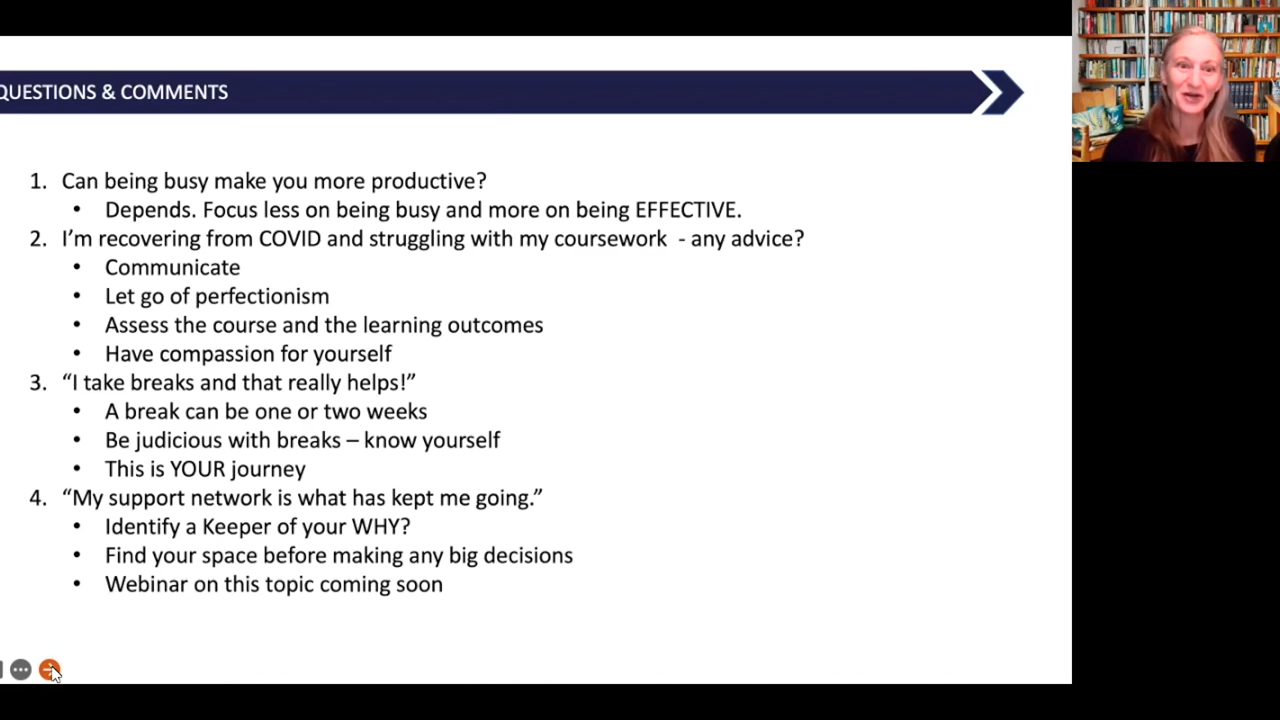 QUESTIONS & COMMENTS
1. Can being busy make you more productive?
• Depends. Focus less on being busy and more on being EFFECTIVE.
2. I’m recovering from COVID and struggling with my coursework  - any advice?
• Communicate
• Let go of perfectionism
• Assess the course and the learning outcomes
• Have compassion for yourself
3. “I take breaks and that really helps!”
• A break can be one or two weeks
• Be judicious with breaks – know yourself
• This is YOUR journey
4. “My support network is what has kept me going.”
• Identify a Keeper of your WHY?
• Find your space before making any big decisions
• Webinar on this topic coming soon